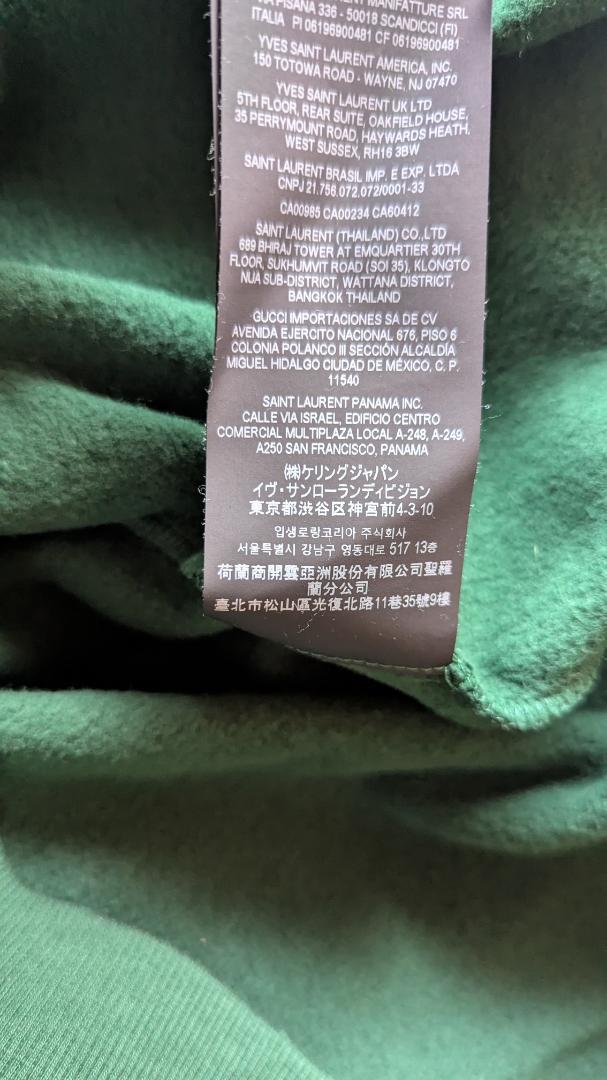 MANIFATTURE SRL
PISANA 336 - 50018 SCANDICCI (FI)
ITALIA PI 06196900481 CF 06196900481
YVES SAINT LAURENT AMERICA, INC.
150 TOTOWA ROAD - WAYNE, NJ 07470
YVES SAINT LAURENT UK LTD
5TH FLOOR, REAR SUITE, OAKFIELD HOUSE,
35 PERRYMOUNT ROAD, HAYWARDS HEATH.
WEST SUSSEX, RH16 3BW
SAINT LAURENT BRASIL IMP. E EXP. LTDA
CNPJ 21.756.072.072/0001-33
CA00985 CA00234 CA60412
SAINT LAURENT (THAILAND) CO.,LTD
689 BHIRAJ TOWER AT EMQUARTIER 30TH
FLOOR, SUKHUMVIT ROAD (SOI 35), KLONGTO
NUA SUB-DISTRICT, WATTANA DISTRICT,
BANGKOK THAILAND
GUCCI IMPORTACIONES SA DE CV
AVENIDA EJERCITO NACIONAL 676, PISO 6
COLONIA POLANCO III SECCIÓN ALCALDÍA
MIGUEL HIDALGO CIUDAD DE MÉXICO, C. P.
11540
SAINT LAURENT PANAMA INC.
CALLE VIA ISRAEL, EDIFICIO CENTRO
COMERCIAL MULTIPLAZA LOCAL A-248, A-249,
A250 SAN FRANCISCO, PANAMA
㈱ケリングジャパン
イヴ・サンローランディビジョン
東京都渋谷区神宮前4-3-10
입생로랑코리아 주식회사
서울특별시 강남구 영동대로 517 13층
荷蘭商開雲亞洲股份有限公司聖羅
蘭分公司
臺北市松山區光復北路11巷35號9樓